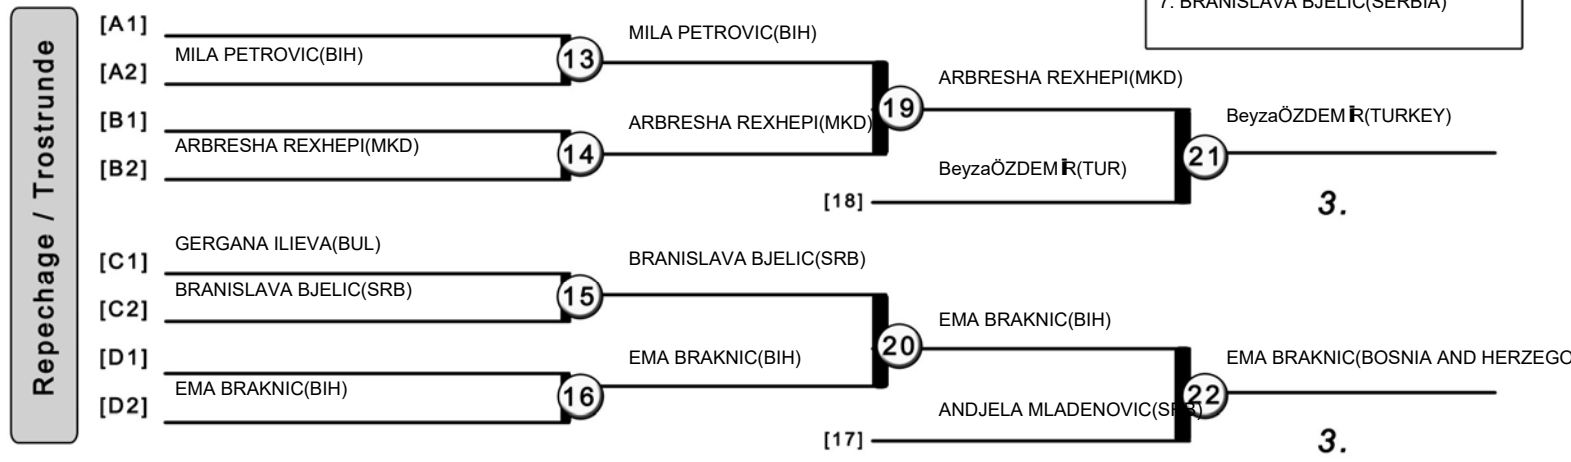 7. BRANISLAVA BJELIC(SERBIA)
Repechage / Trostrunde
[A1]
MILA PETROVIC(BIH)
[A2]
13
MILA PETROVIC(BIH)
[B1]
ARBRESHA REXHEPI(MKD)
[B2]
14
ARBRESHA REXHEPI(MKD)
19
ARBRESHA REXHEPI(MKD)
BeyzaÖZDEMİR(TUR)
[18]
21
BeyzaÖZDEMİR(TURKEY)
3.
GERGANA ILIEVA(BUL)
[C1]
BRANISLAVA BJELIC(SRB)
[C2]
15
BRANISLAVA BJELIC(SRB)
[D1]
EMA BRAKNIC(BIH)
[D2]
16
EMA BRAKNIC(BIH)
20
EMA BRAKNIC(BIH)
ANDJELA MLADENOVIC(SRB)
[17]
22
EMA BRAKNIC(BOSNIA AND HERZEGO
3.